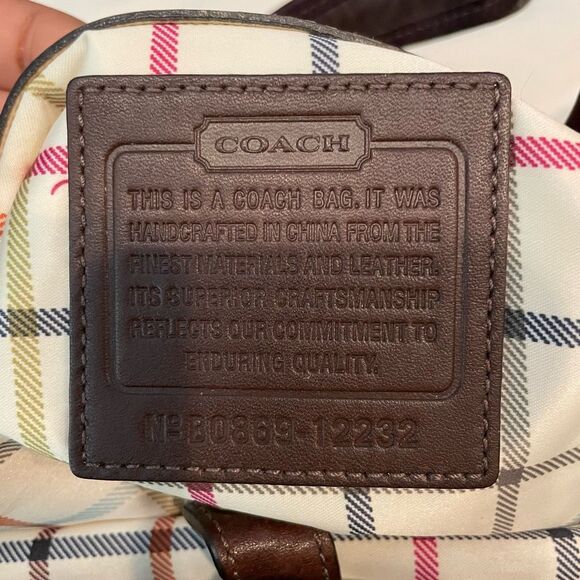 COACH
THIS IS A COACH BAG. IT WAS
HANDCRAFTED IN CHINA FROM THE
FINEST MATERIALS AND LEATHER.
ITS SUPERIOR CRAFTSMANSHIP
REFLECTS OUR COMMITMENT TO
ENDURING QUALITY.
Nº B0869-12232